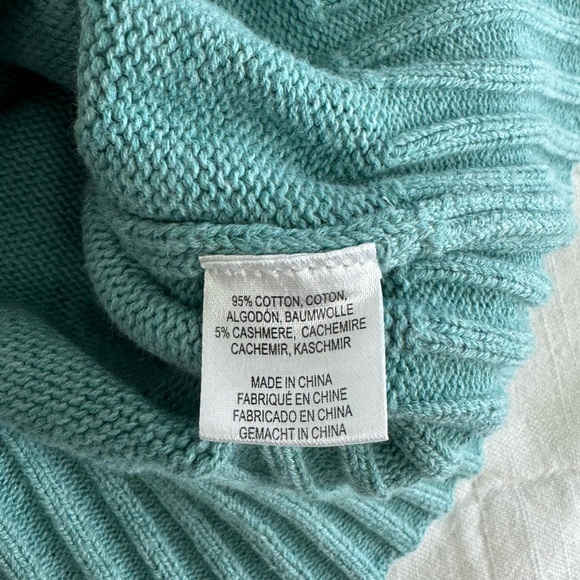 95% COTTON, COTON,
ALGODÓN, BAUMWOLLE
5% CASHMERE, CACHEMIRE
CACHEMIR, KASCHMIR
MADE IN CHINA
FABRIQUÉ EN CHINE
FABRICADO EN CHINA
GEMACHT IN CHINA